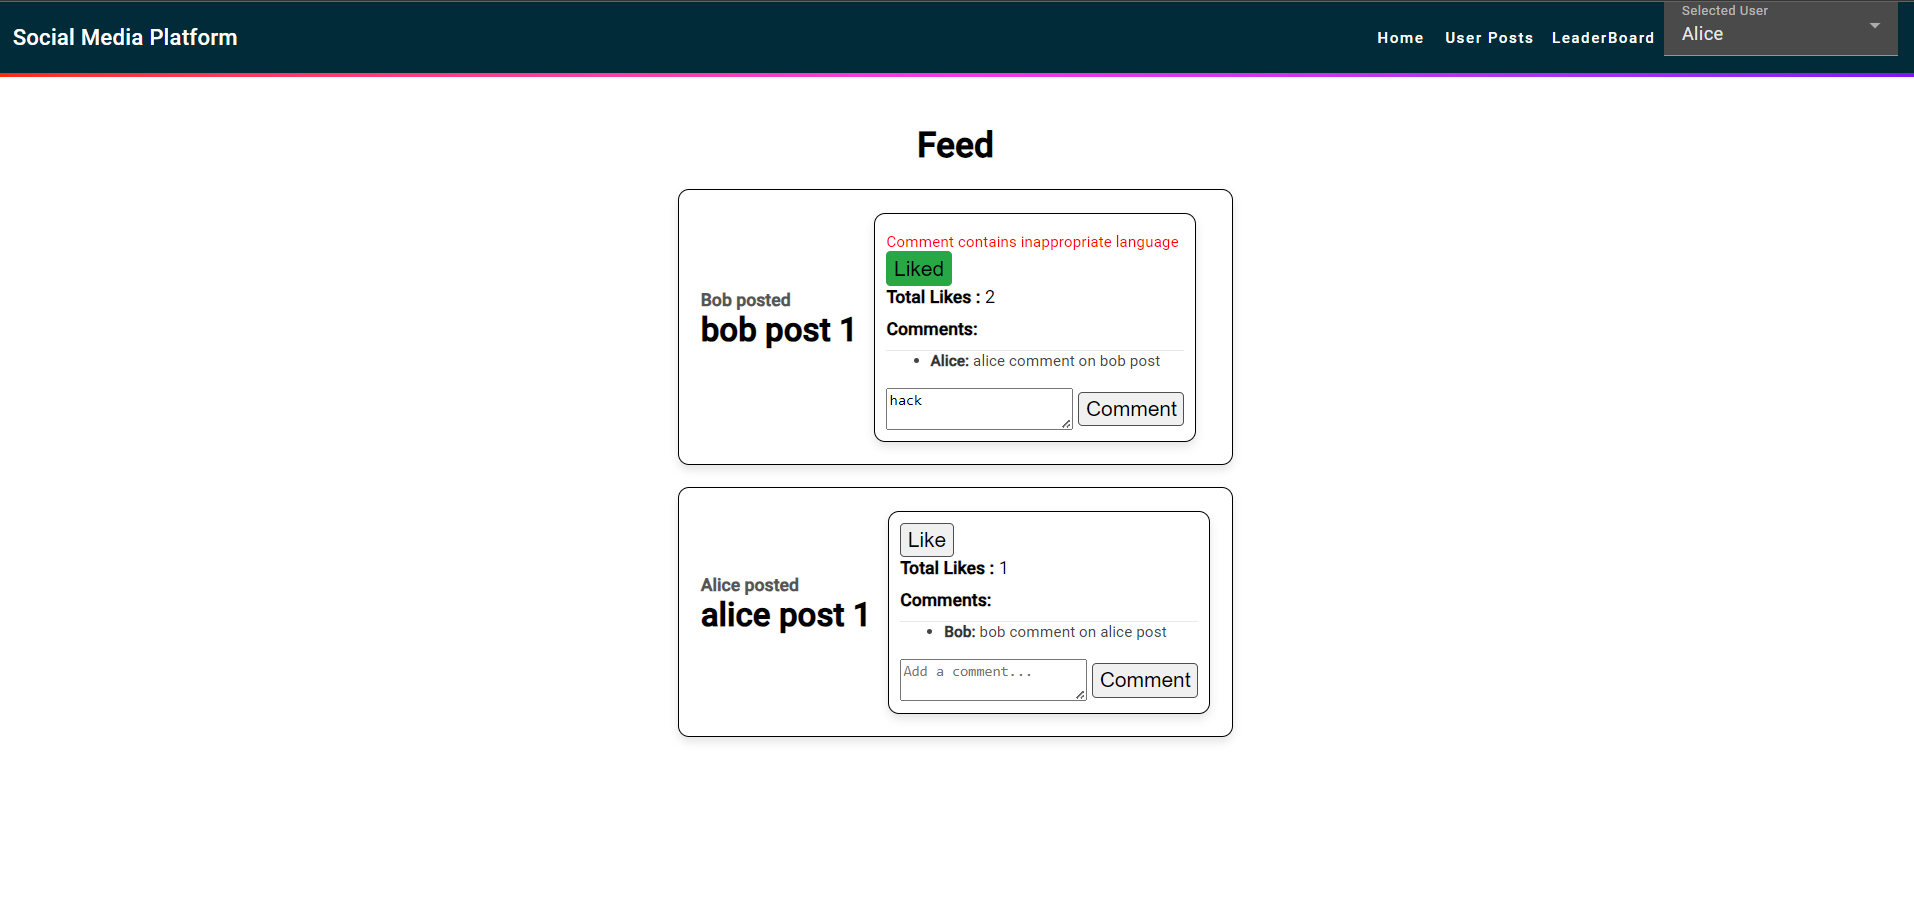 Social Media Platform
Home User Posts LeaderBoard
Selected User
Alice
Feed
Bob posted
bob post 1
Comment contains inappropriate language
Liked
Total Likes : 2
Comments:
Alice: alice comment on bob post
hack
Comment
Alice posted
alice post 1
Like
Total Likes : 1
Comments:
Bob: bob comment on alice post
Add a comment...
Comment